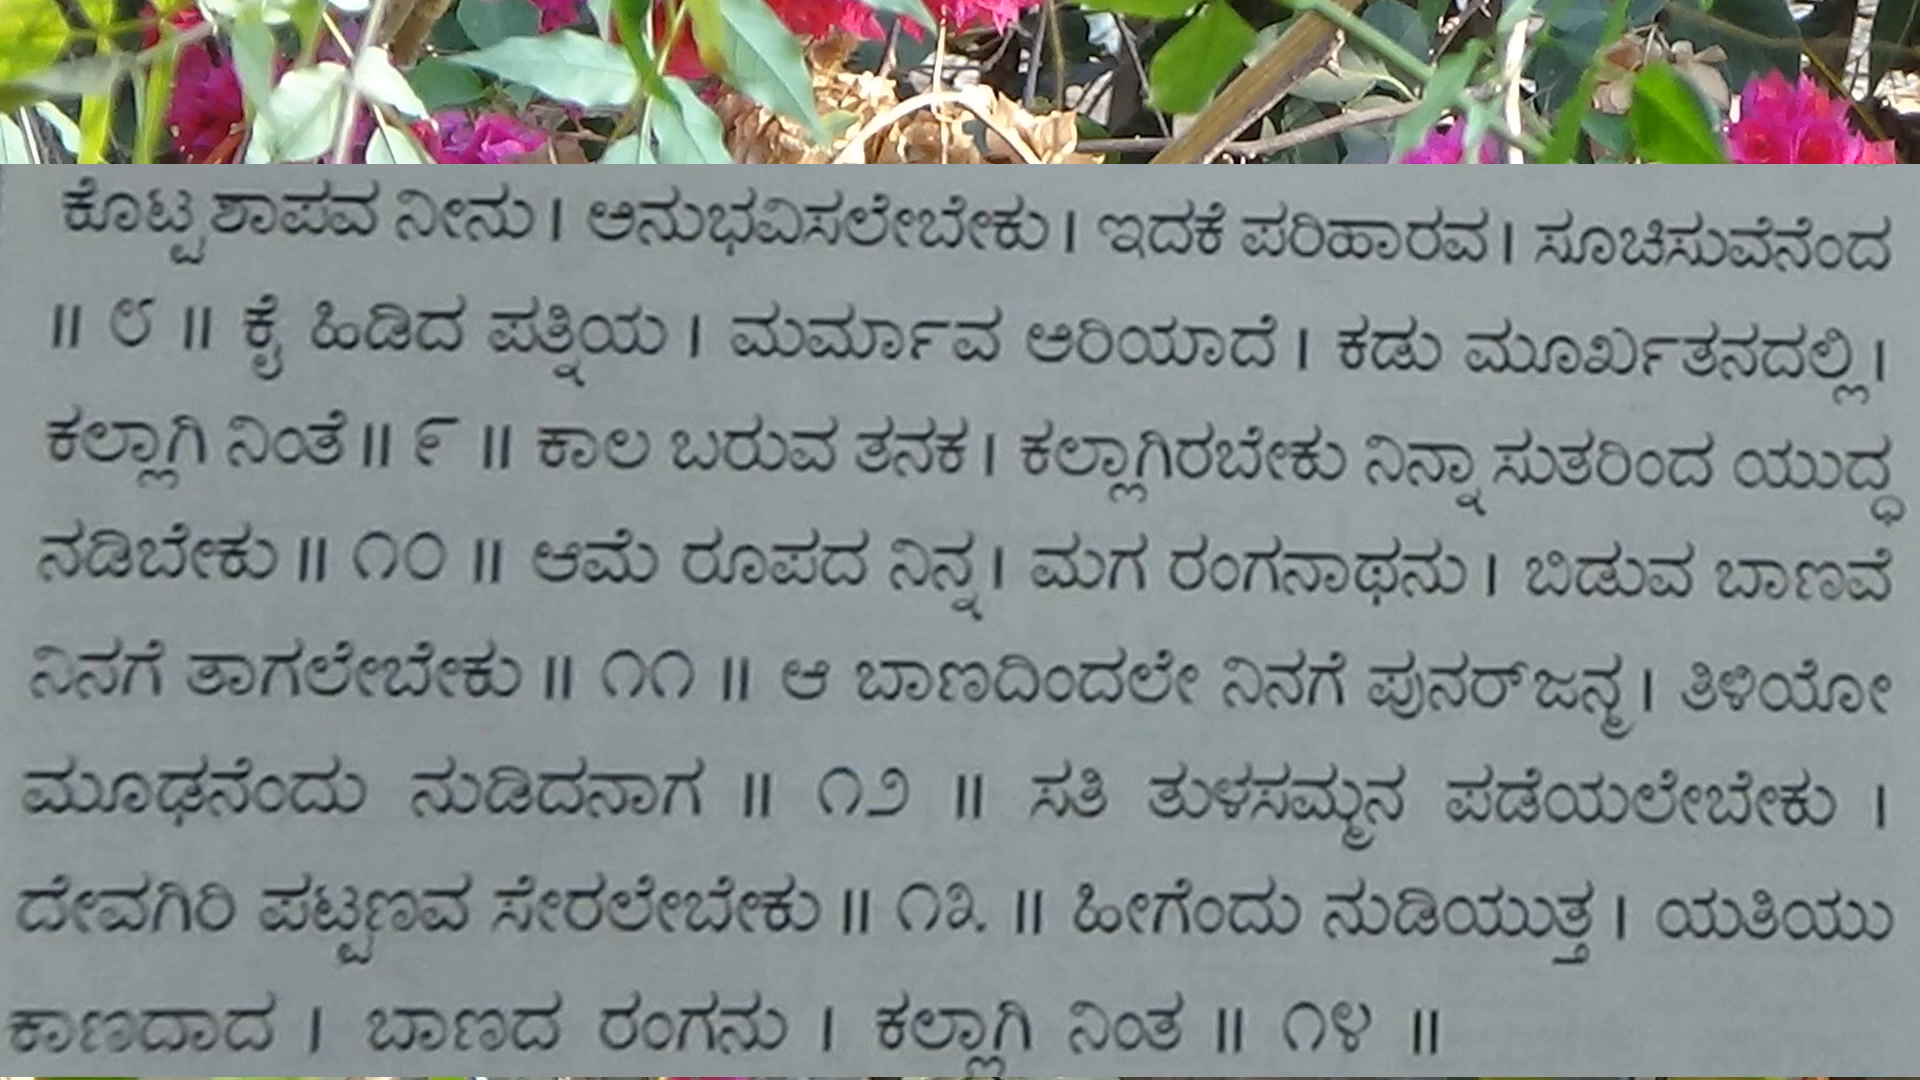 ಕೊಟ್ಟಶಾಪವ ನೀನು। ಅನುಭವಿಸಲೇಬೇಕು। ಇದಕೆ ಪರಿಹಾರವ। ಸೂಚಿಸುವೆನೆಂದ
॥ ೮ ॥ ಕೈ ಹಿಡಿದ ಪತ್ನಿಯ। ಮರ್ಮಾವ ಅರಿಯಾದೆ। ಕಡು ಮೂರ್ಖತನದಲ್ಲಿ।
ಕಲ್ಲಾಗಿ ನಿಂತೆ॥ ೯ ॥ ಕಾಲ ಬರುವ ತನಕ। ಕಲ್ಲಾಗಿರಬೇಕು ನಿನ್ನಾ ಸುತರಿಂದ ಯುದ್ಧ
ನಡಿಬೇಕು॥ ೧೦ ॥ ಆಮೆ ರೂಪದ ನಿನ್ನ। ಮಗ ರಂಗನಾಥನು। ಬಿಡುವ ಬಾಣವೆ
ನಿನಗೆ ತಾಗಲೇಬೇಕು॥ ೧೧ ॥ ಆ ಬಾಣದಿಂದಲೇ ನಿನಗೆ ಪುನರ್‌ಜನ್ಮ। ತಿಳಿಯೋ
ಮೂಢನೆಂದು ನುಡಿದನಾಗ ॥ ೧೨ ॥ ಸತಿ ತುಳಸಮ್ಮನ ಪಡೆಯಲೇಬೇಕು ।
ದೇವಗಿರಿ ಪಟ್ಟಣವ ಸೇರಲೇಬೇಕು॥ ೧೩ ॥ ಹೀಗೆಂದು ನುಡಿಯುತ್ತ। ಯತಿಯು
ಕಾಣದಾದ । ಬಾಣದ ರಂಗನು । ಕಲ್ಲಾಗಿ ನಿಂತ ॥ ೧೪ ॥